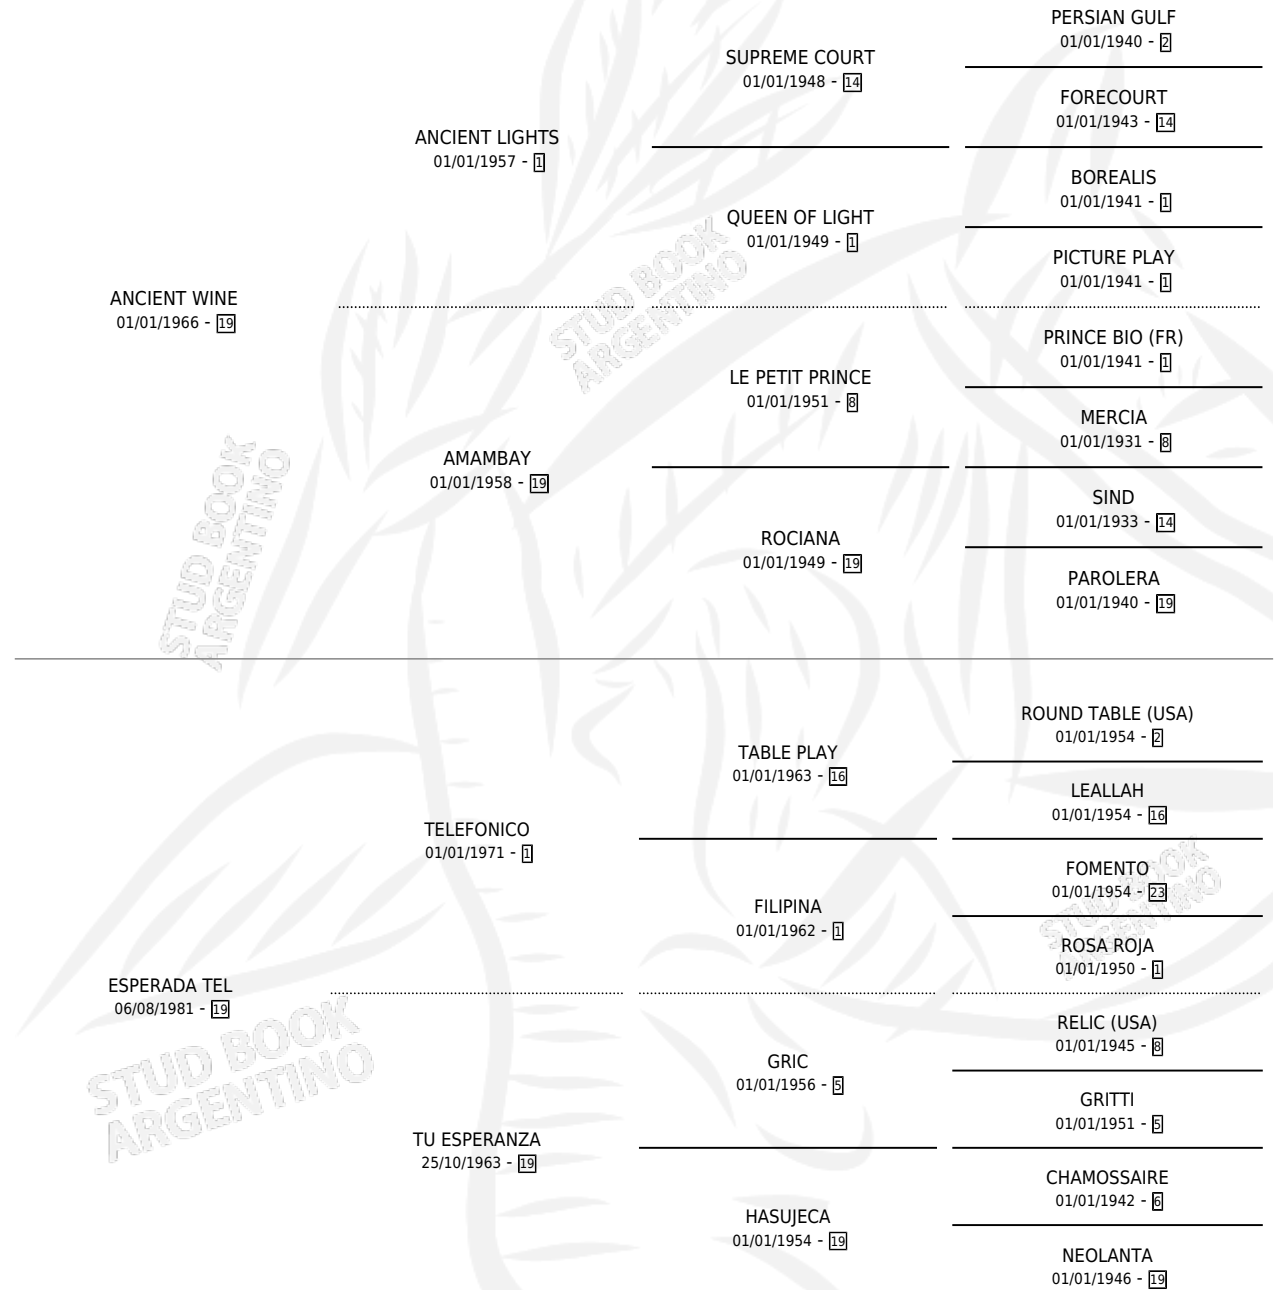 PERSIAN GULF
01/01/1940 - 2
SUPREME COURT
01/01/1948 - 14
FORECOURT
01/01/1943 - 14
ANCIENT LIGHTS
01/01/1957 - 1
BOREALIS
01/01/1941 - 1
QUEEN OF LIGHT
01/01/1949 - 1
PICTURE PLAY
01/01/1941 - 1
ANCIENT WINE
01/01/1966 - 19
STUD BOOK
ARGENTINO
PRINCE BIO (FR)
01/01/1941 - 1
LE PETIT PRINCE
01/01/1951 - 8
MERCIA
01/01/1931 - 8
AMAMBAY
01/01/1958 - 19
SIND
01/01/1933 - 14
ROCIANA
01/01/1949 - 19
PAROLERA
01/01/1940 - 19
STUD BOOK
ARGENTINO
ROUND TABLE (USA)
01/01/1954 - 2
TABLE PLAY
01/01/1963 - 16
LEALLAH
01/01/1954 - 16
TELEFONICO
01/01/1971 - 1
FOMENTO
01/01/1954 - 23
FILIPINA
01/01/1962 - 1
STUD BOOK
ARGENTINO
ROSA ROJA
01/01/1950 - 1
ESPERADA TEL
06/08/1981 - 19
RELIC (USA)
01/01/1945 - 8
GRIC
01/01/1956 - 5
STUD BOOK
ARGENTINO
GRITTI
01/01/1951 - 5
TU ESPERANZA
25/10/1963 - 19
CHAMOSSAIRE
01/01/1942 - 6
HASUJECA
01/01/1954 - 19
NEOLANTA
01/01/1946 - 19